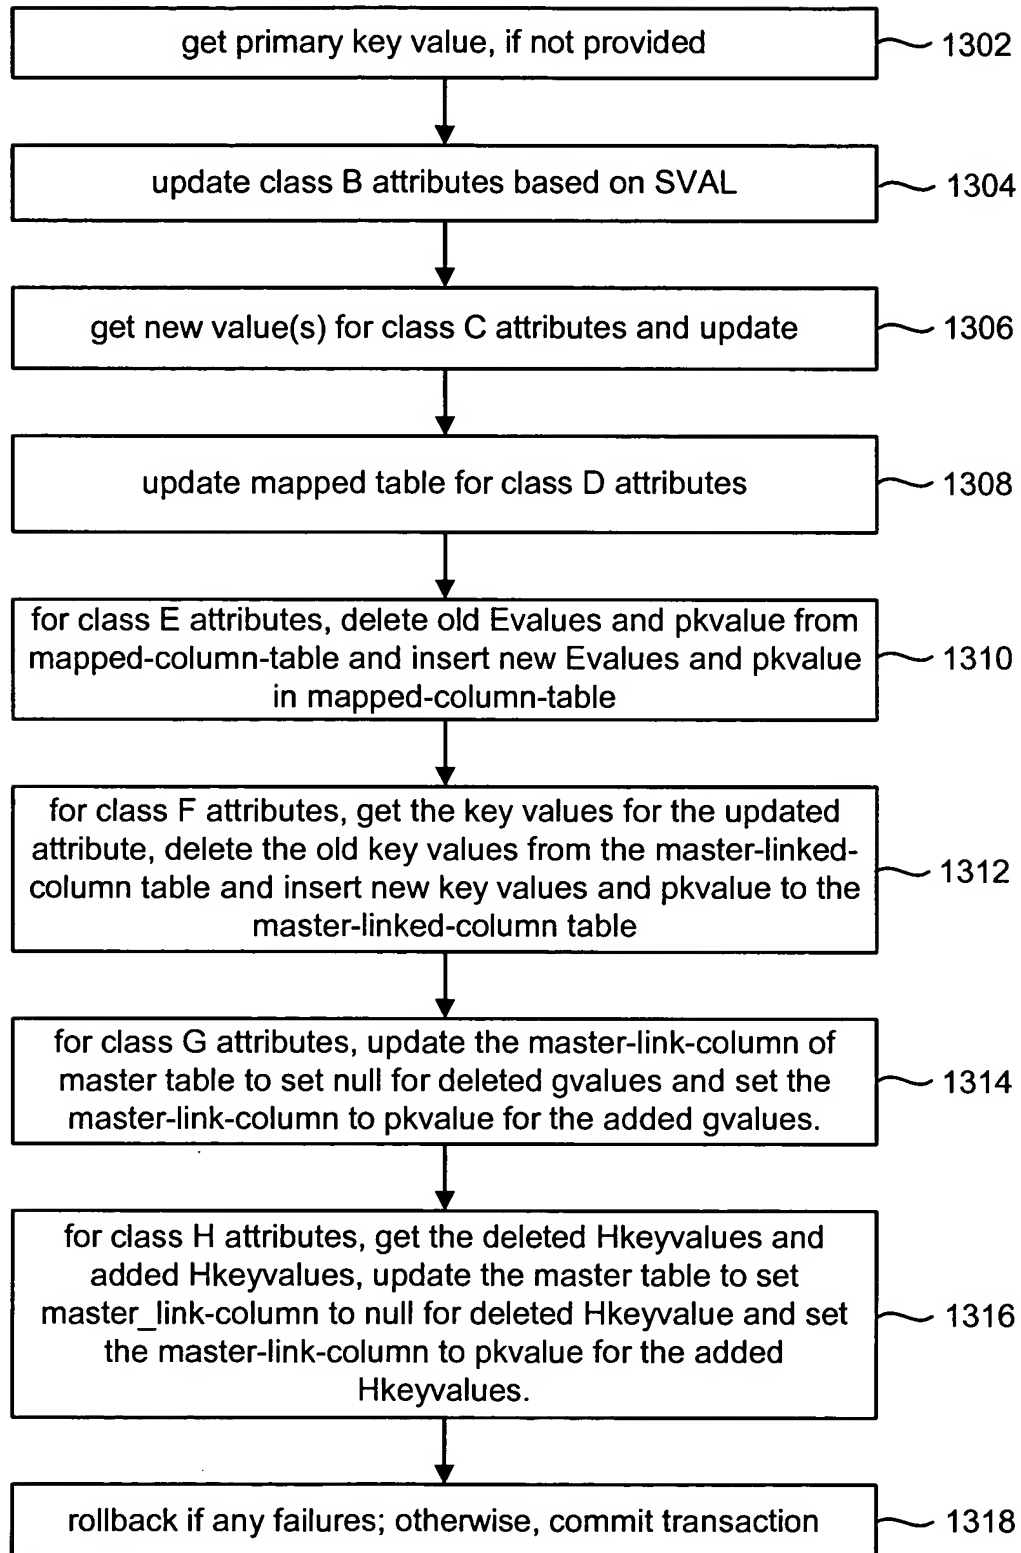 get primary key value, if not provided
1302
update class B attributes based on SVAL
1304
get new value(s) for class C attributes and update
1306
update mapped table for class D attributes
1308
for class E attributes, delete old Evalues and pkvalue from
mapped-column-table and insert new Evalues and pkvalue
in mapped-column-table
1310
for class F attributes, get the key values for the updated
attribute, delete the old key values from the master-linked-
column table and insert new key values and pkvalue to the
master-linked-column table
1312
for class G attributes, update the master-link-column of
master table to set null for deleted gvalues and set the
master-link-column to pkvalue for the added gvalues.
1314
for class H attributes, get the deleted Hkeyvalues and
added Hkeyvalues, update the master table to set
master_link-column to null for deleted Hkeyvalue and set
the master-link-column to pkvalue for the added
Hkeyvalues.
1316
rollback if any failures; otherwise, commit transaction
1318